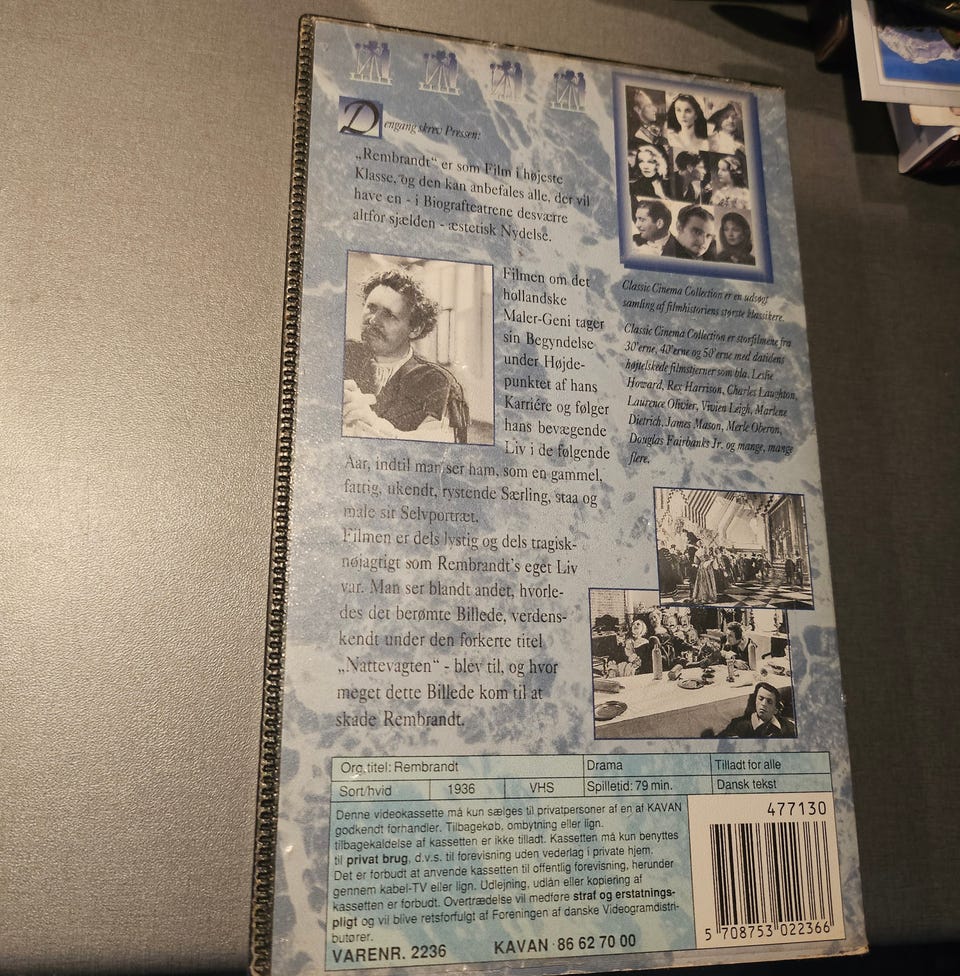 Dengang skrev Pressen:
„Rembrandt“ er som Film i højeste
Klasse, og den kan anbefales alle, der vil
have en - i Biografteatrene desværre
altfor sjælden - æstetisk Nydelse.
Filmen om det
hollandske
Maler-Geni tager
sin Begyndelse
under Højde-
punktet af hans
Karriére og følger
hans bevægende
Liv i de følgende
Aar, indtil man ser ham, som en gammel,
fattig, ukendt, rystende Særling, staa og
male sit Selvportræt.
Filmen er dels lystig og dels tragisk-
nøjagtigt som Rembrandt's eget Liv
var. Man ser blandt andet, hvorle-
des det berømte Billede, verdens-
kendt under den forkerte titel
„Nattevagten“ - blev til, og hvor
meget dette Billede kom til at
skade Rembrandt.
Classic Cinema Collection er en udsøgt
samling af filmhistoriens største klassikere.
Classic Cinema Collection er storfilmene fra
30'erne, 40'erne og 50'erne med datidens
højtelskede filmstjerner som bla. Leslie
Howard, Rex Harrison, Charles Laughton,
Laurence Olivier, Vivien Leigh, Marlene
Dietrich, James Mason, Merle Oberon,
Douglas Fairbanks Jr. og mange, mange
flere.
Org.titel: Rembrandt Drama Tilladt for alle
Sort/hvid 1936 VHS Spilletid: 79 min. Dansk tekst
Denne videokassette må kun sælges til privatpersoner af en af KAVAN
godkendt forhandler. Tilbagekøb, ombytning eller lign.
tilbagekaldelse af kassetten er ikke tilladt. Kassetten må kun benyttes
til privat brug, d.v.s. til forevisning uden vederlag i private hjem.
Det er forbudt at anvende kassetten til offentlig forevisning, herunder
gennem kabel-TV eller lign. Udlejning, udlån eller kopiering af
kassetten er forbudt. Overtrædelse vil medføre straf og erstatnings-
pligt og vil blive retsforfulgt af Foreningen af danske Videogramdistri-
butører.
VARENR. 2236 KAVAN 86 62 70 00
477130
5 708753 022366